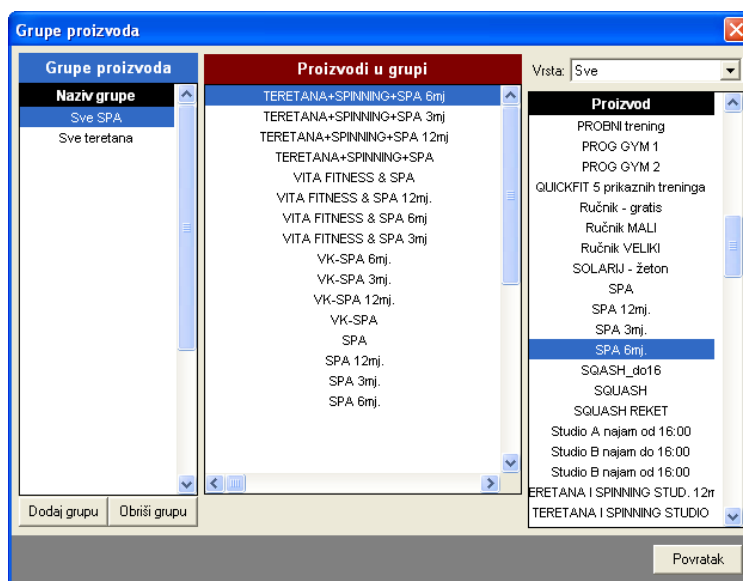 Grupe proizvoda
Grupe proizvoda
Naziv grupe
Sve SPA
Sve teretana
Dodaj grupu
Obriši grupu
Proizvodi u grupi
TERETANA+SPINNING+SPA 6mj
TERETANA+SPINNING+SPA 3mj
TERETANA+SPINNING+SPA 12mj
TERETANA+SPINNING+SPA
VITA FITNESS & SPA
VITA FITNESS & SPA 12mj.
VITA FITNESS & SPA 6mj
VITA FITNESS & SPA 3mj
VK-SPA 6mj.
VK-SPA 3mj.
VK-SPA 12mj.
VK-SPA
SPA
SPA 12mj.
SPA 3mj.
SPA 6mj.
Vrsta: Sve
Proizvod
PROBNI trening
PROG GYM 1
PROG GYM 2
QUICKFIT 5 prikaznih treninga
Ručnik - gratis
Ručnik MALI
Ručnik VELIKI
SOLARIJ - žeton
SPA
SPA 12mj.
SPA 3mj.
SPA 6mj.
SQASH_do16
SQUASH
SQUASH REKET
Studio A najam od 16:00
Studio B najam do 16:00
Studio B najam od 16:00
ERETANA I SPINNING STUD. 12m
TERETANA I SPINNING STUDIO
Povratak